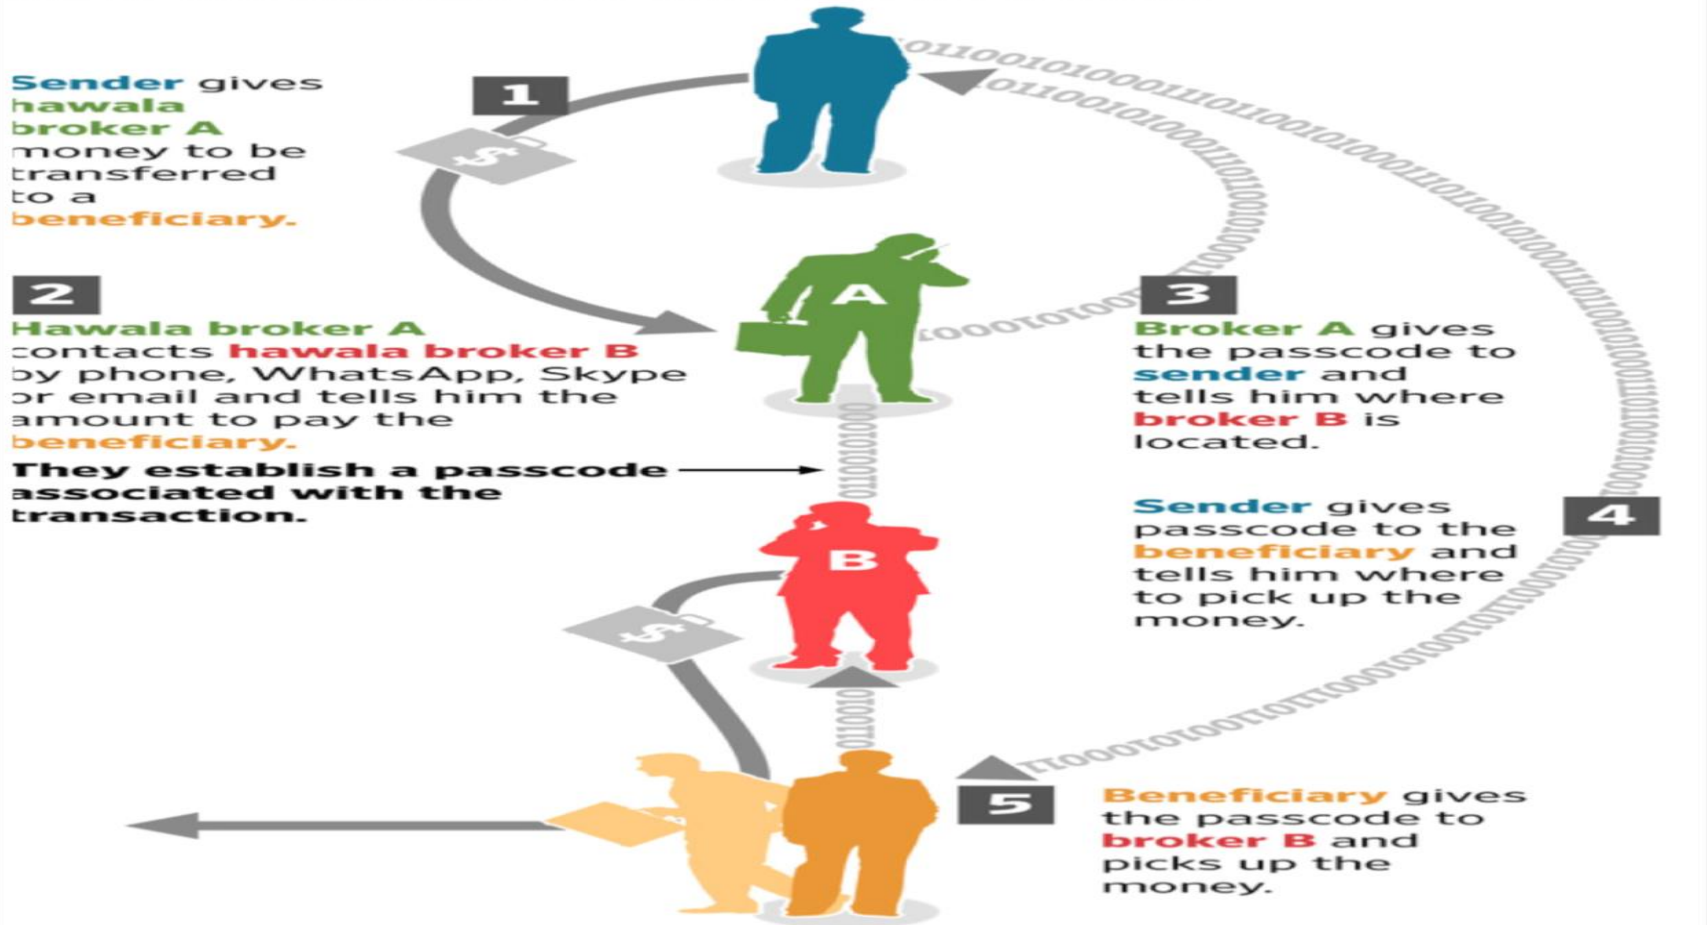 1
Sender gives
hawala
broker A
money to be
transferred
to a
beneficiary.
2
Hawala broker A
contacts hawala broker B
by phone, WhatsApp, Skype
or email and tells him the
amount to pay the
beneficiary.
They establish a passcode
associated with the
transaction.
A
B
3
Broker A gives
the passcode to
sender and
tells him where
broker B is
located.
4
Sender gives
passcode to the
beneficiary and
tells him where
to pick up the
money.
5
Beneficiary gives
the passcode to
broker B and
picks up the
money.
$
$
011001010000
0110010